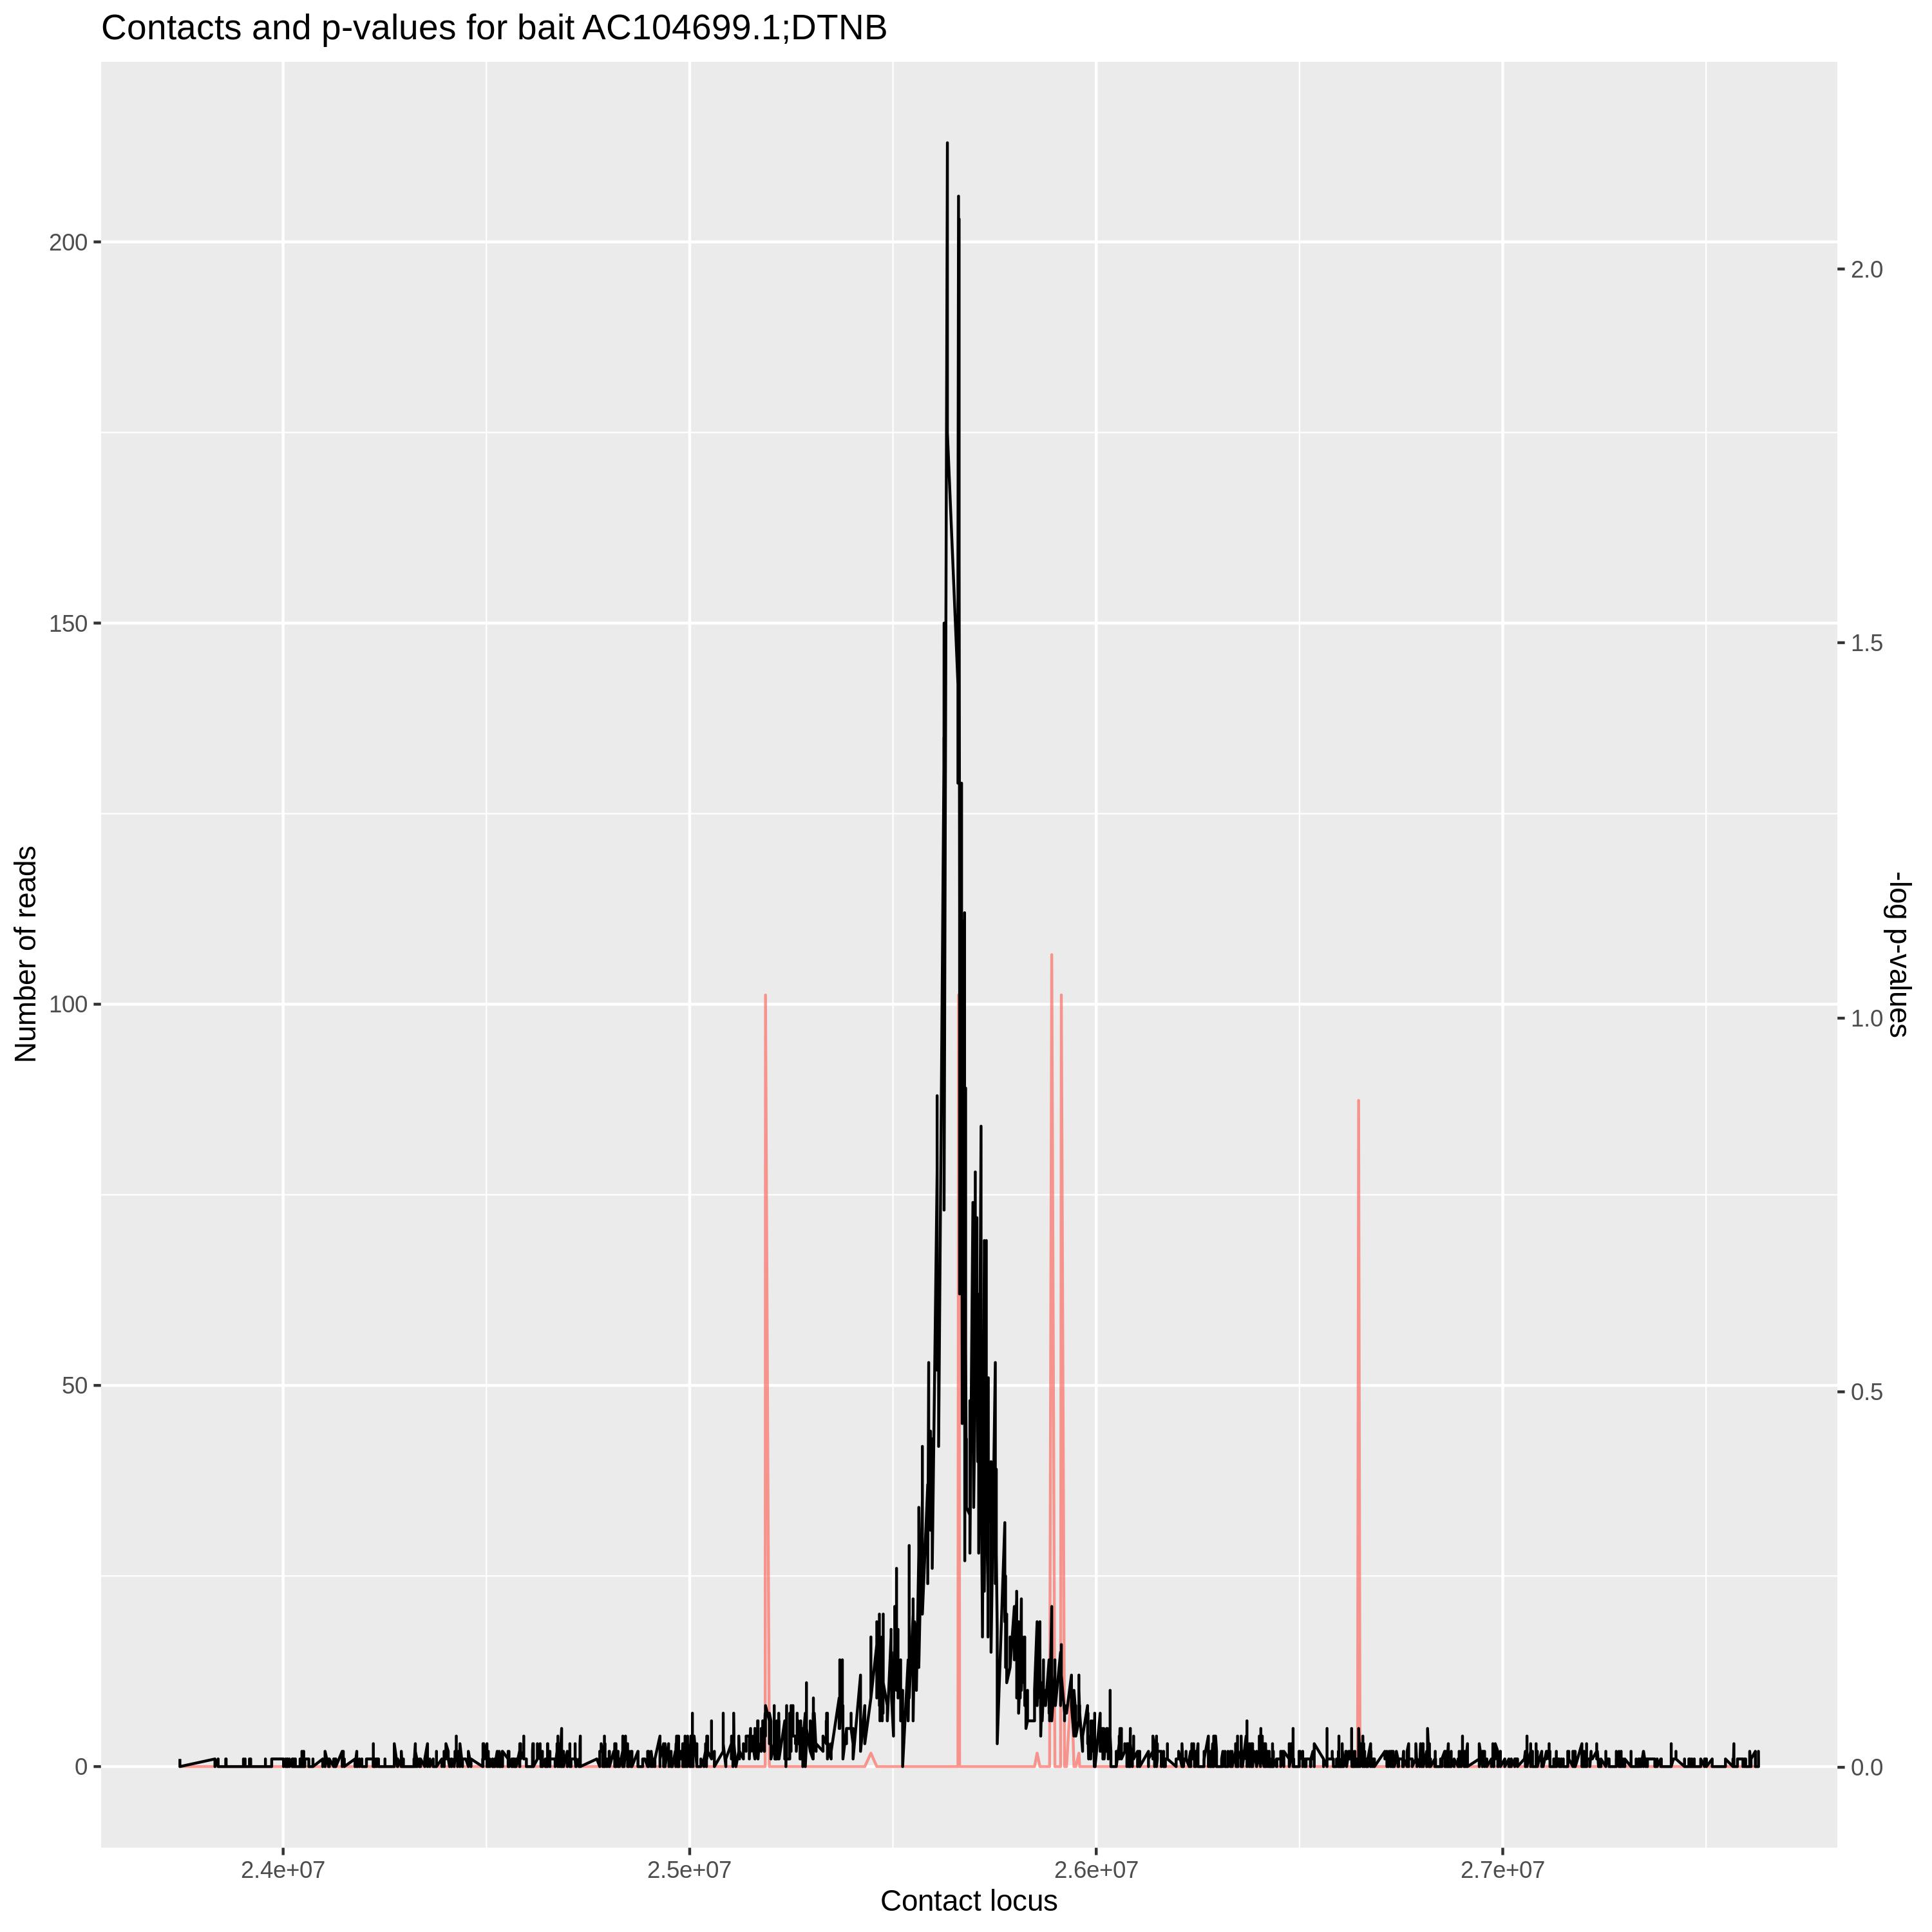 Contacts and p-values for bait AC104699.1;DTNB
200
150
100
50
0
Number of reads
2.0
1.5
1.0
0.5
0.0
-log p-values
2.4e+07
2.5e+07
2.6e+07
2.7e+07
Contact locus